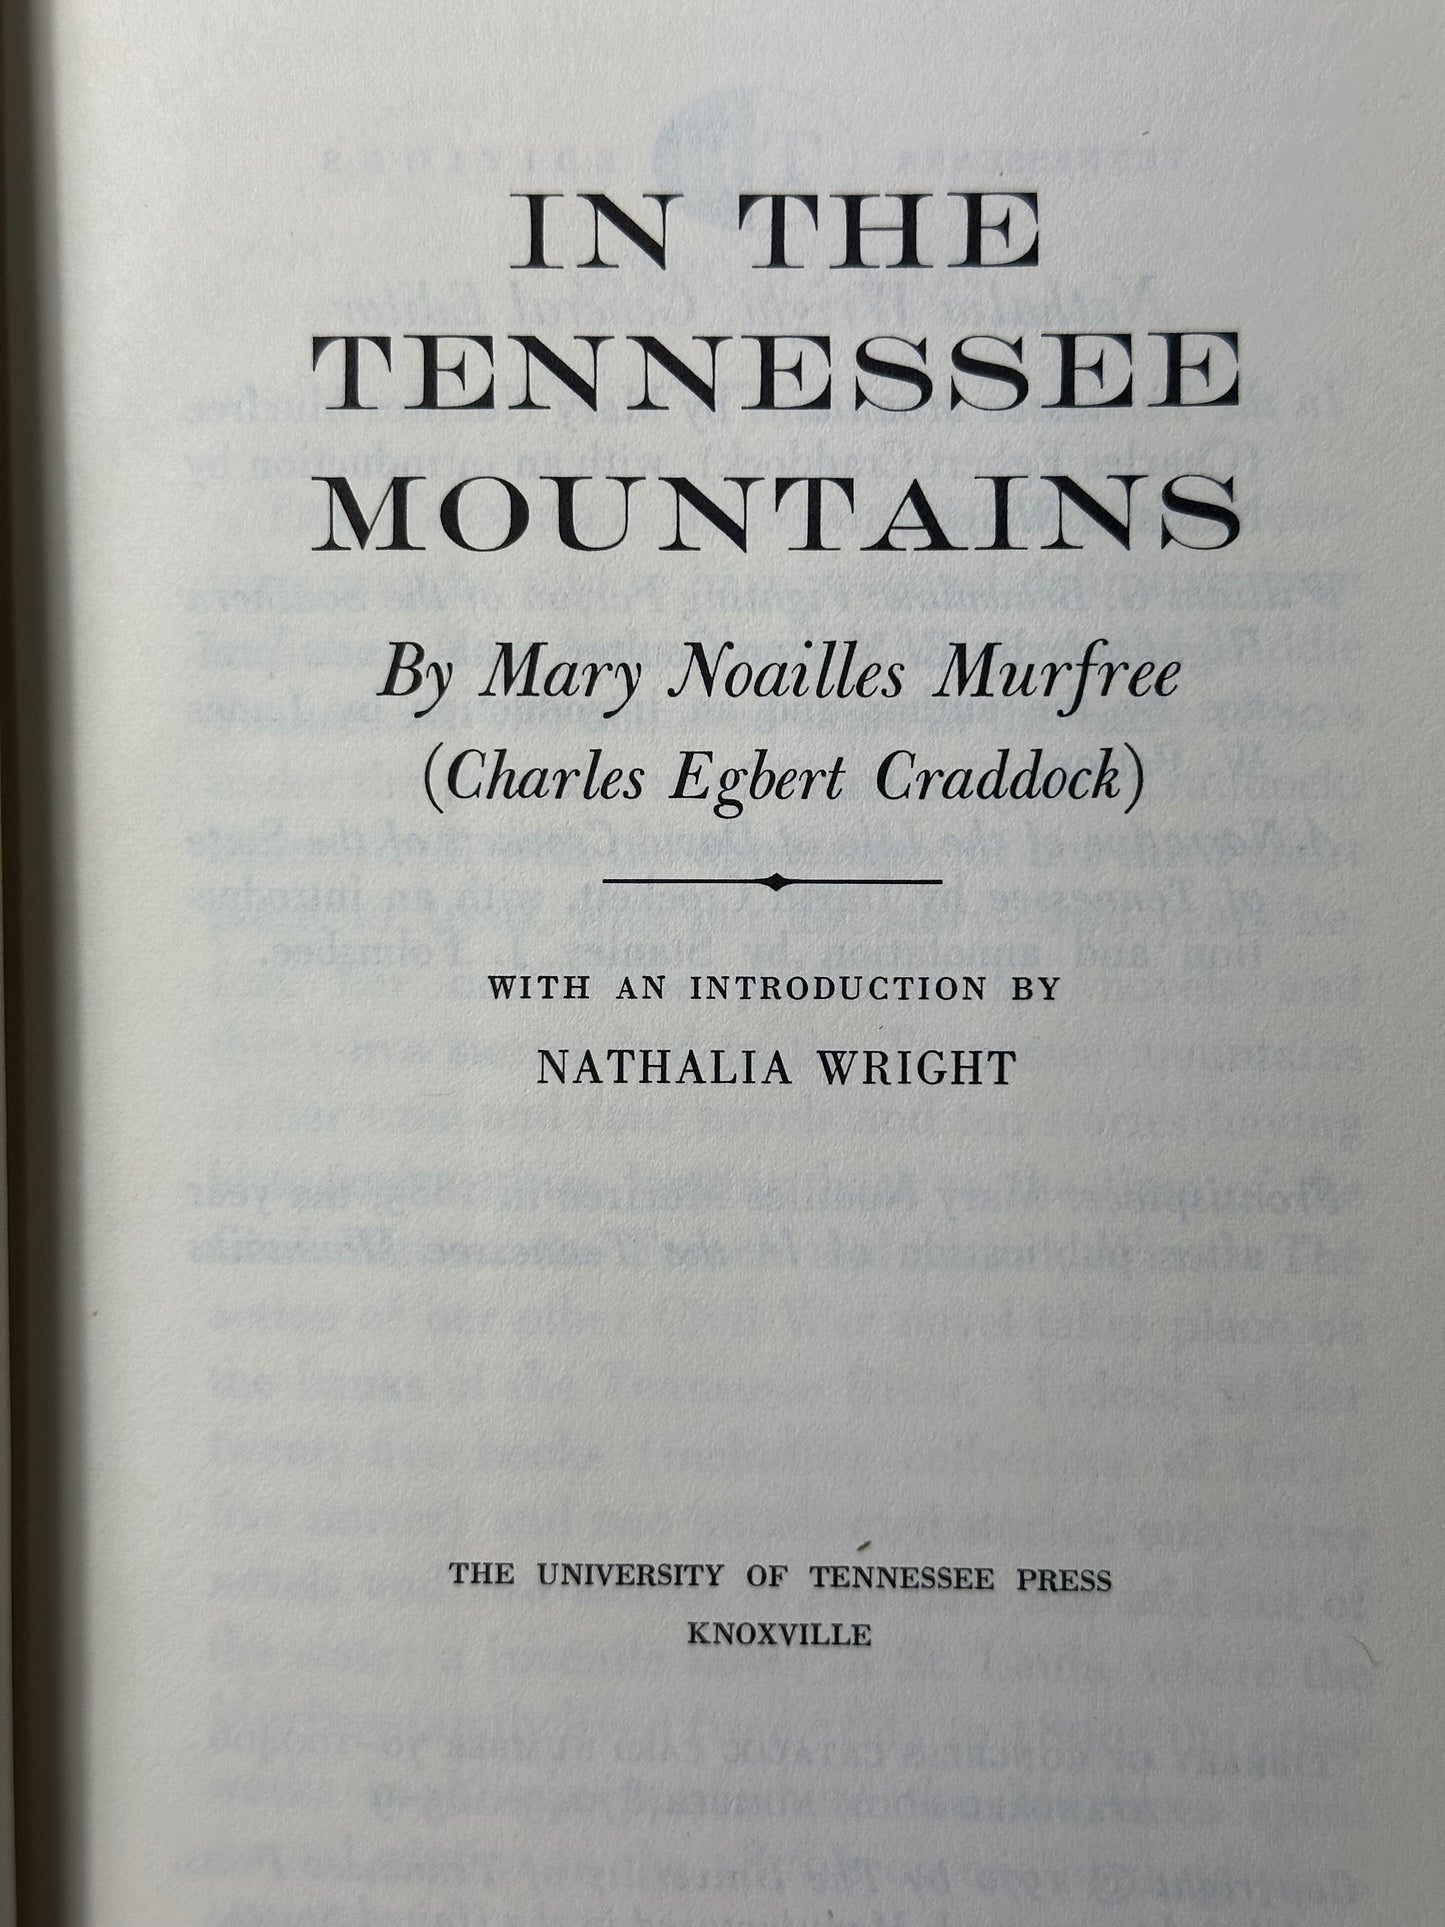 IN THE
TENNESSEE
MOUNTAINS
By Mary Noailles Murfree
(Charles Egbert Craddock)
WITH AN INTRODUCTION BY
NATHALIA WRIGHT
THE UNIVERSITY OF TENNESSEE PRESS
KNOXVILLE